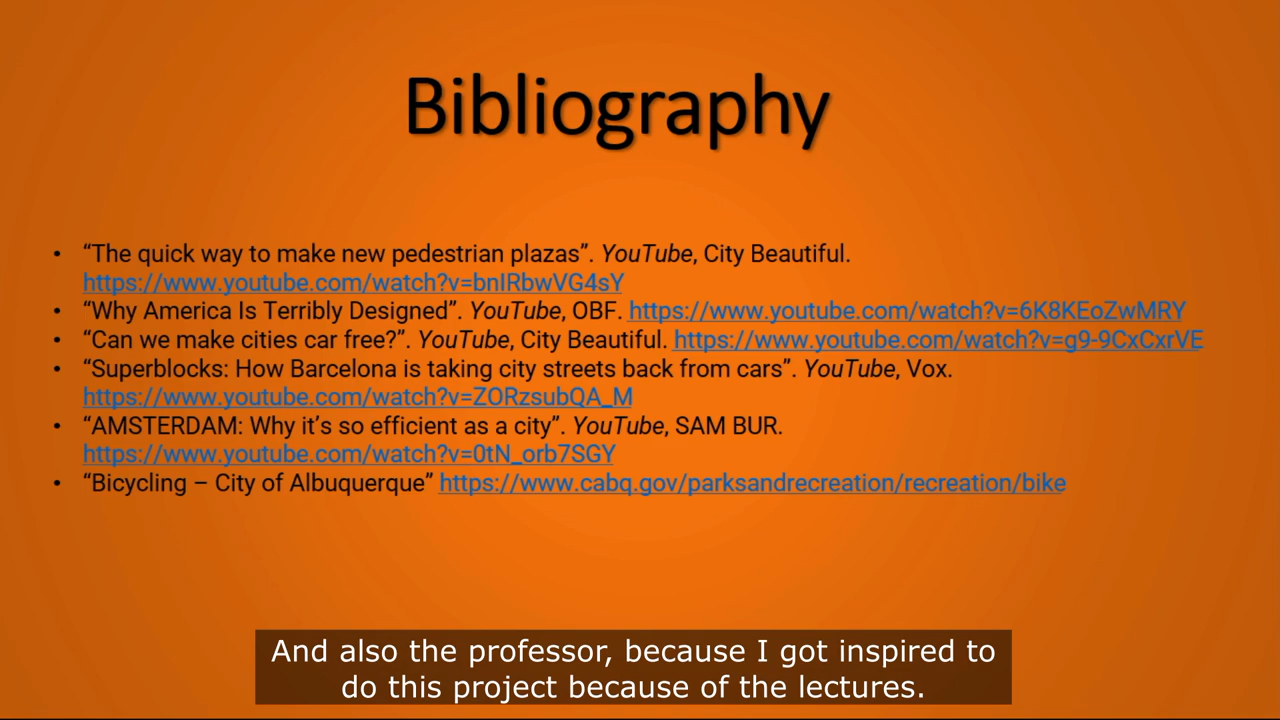 Bibliography
• “The quick way to make new pedestrian plazas”. YouTube, City Beautiful.
https://www.youtube.com/watch?v=bnIRbwVG4sY
• “Why America Is Terribly Designed”. YouTube, OBF. https://www.youtube.com/watch?v=6K8KEoZwMRY
• “Can we make cities car free?”. YouTube, City Beautiful. https://www.youtube.com/watch?v=g9-9CxCxrVE
• “Superblocks: How Barcelona is taking city streets back from cars”. YouTube, Vox.
https://www.youtube.com/watch?v=ZORzsubQA_M
• “AMSTERDAM: Why it’s so efficient as a city”. YouTube, SAM BUR.
https://www.youtube.com/watch?v=0tN_orb7SGY
• “Bicycling – City of Albuquerque” https://www.cabq.gov/parksandrecreation/recreation/bike
And also the professor, because I got inspired to
do this project because of the lectures.